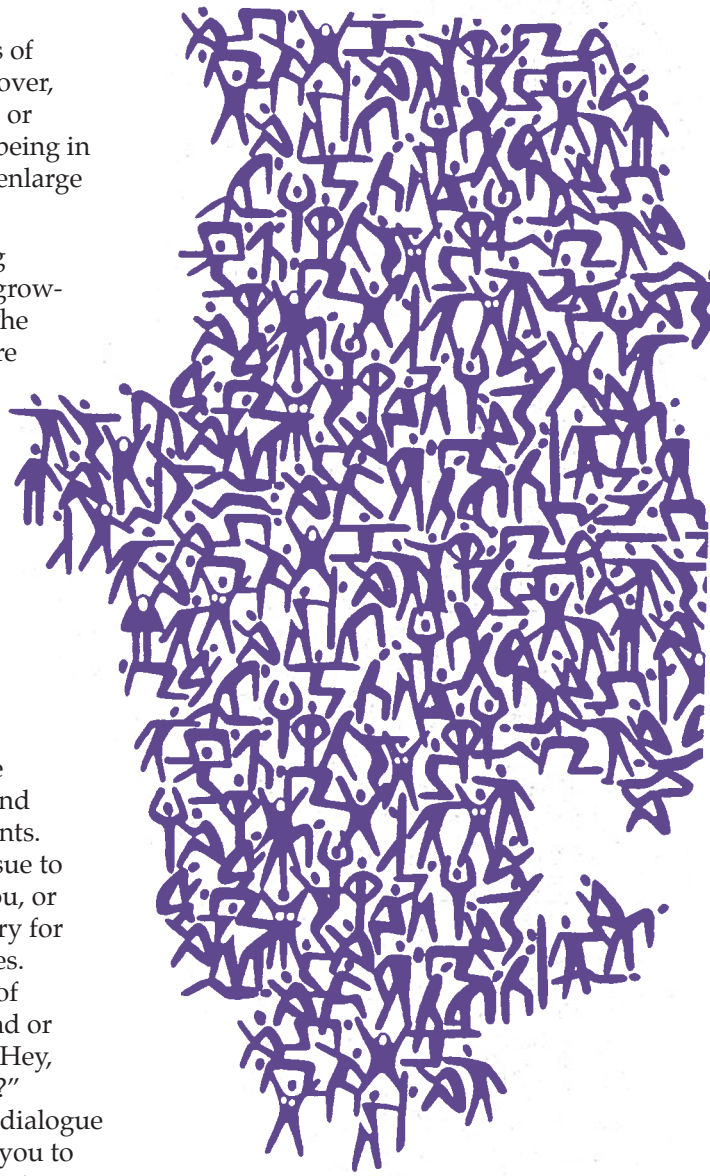 s of
over,
or
being in
enlarge
g
grow-
he
re
e
nd
nts.
sue to
ou, or
ry for
es.
of
nd or
Hey,
?”
dialogue
you to